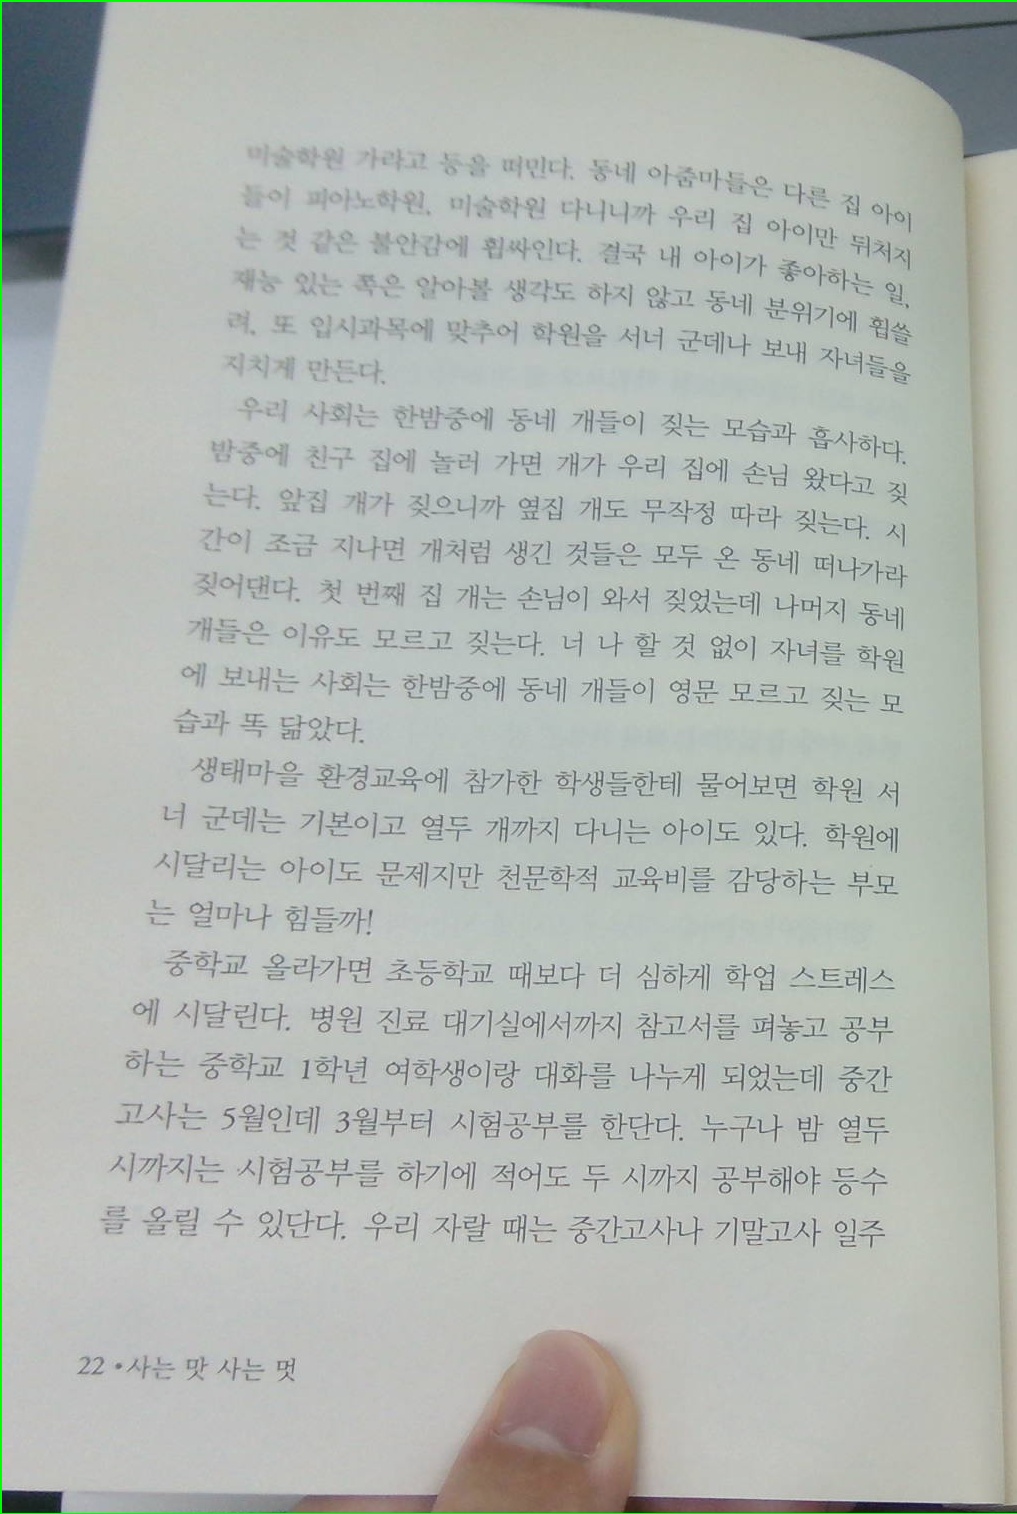 미술학원 가라고 등을 떠민다. 동네 아줌마들은 다른 집 아이
들이 피아노학원, 미술학원 다니니까 우리 집 아이만 뒤처지
는 것 같은 불안감에 휩싸인다. 결국 내 아이가 좋아하는 일,
재능 있는 쪽은 알아볼 생각도 하지 않고 동네 분위기에 휩쓸
려, 또 입시과목에 맞추어 학원을 서너 군데나 보내 자녀들을
지치게 만든다.
우리 사회는 한밤중에 동네 개들이 짖는 모습과 흡사하다.
밤중에 친구 집에 놀러 가면 개가 우리 집에 손님 왔다고 짖
는다. 앞집 개가 짖으니까 옆집 개도 무작정 따라 짖는다. 시
간이 조금 지나면 개처럼 생긴 것들은 모두 온 동네 떠나가라
짖어댄다. 첫 번째 집 개는 손님이 와서 짖었는데 나머지 동네
개들은 이유도 모르고 짖는다. 너 나 할 것 없이 자녀를 학원
에 보내는 사회는 한밤중에 동네 개들이 영문 모르고 짖는 모
습과 똑 닮았다.
생태마을 환경교육에 참가한 학생들한테 물어보면 학원 서
너 군데는 기본이고 열두 개까지 다니는 아이도 있다. 학원에
시달리는 아이도 문제지만 천문학적 교육비를 감당하는 부모
는 얼마나 힘들까!
중학교 올라가면 초등학교 때보다 더 심하게 학업 스트레스
에 시달린다. 병원 진료 대기실에서까지 참고서를 펴놓고 공부
하는 중학교 1학년 여학생이랑 대화를 나누게 되었는데 중간
고사는 5월인데 3월부터 시험공부를 한단다. 누구나 밤 열두
시까지는 시험공부를 하기에 적어도 두 시까지 공부해야 등수
를 올릴 수 있단다. 우리 자랄 때는 중간고사나 기말고사 일주
22 • 사는 맛 사는 멋